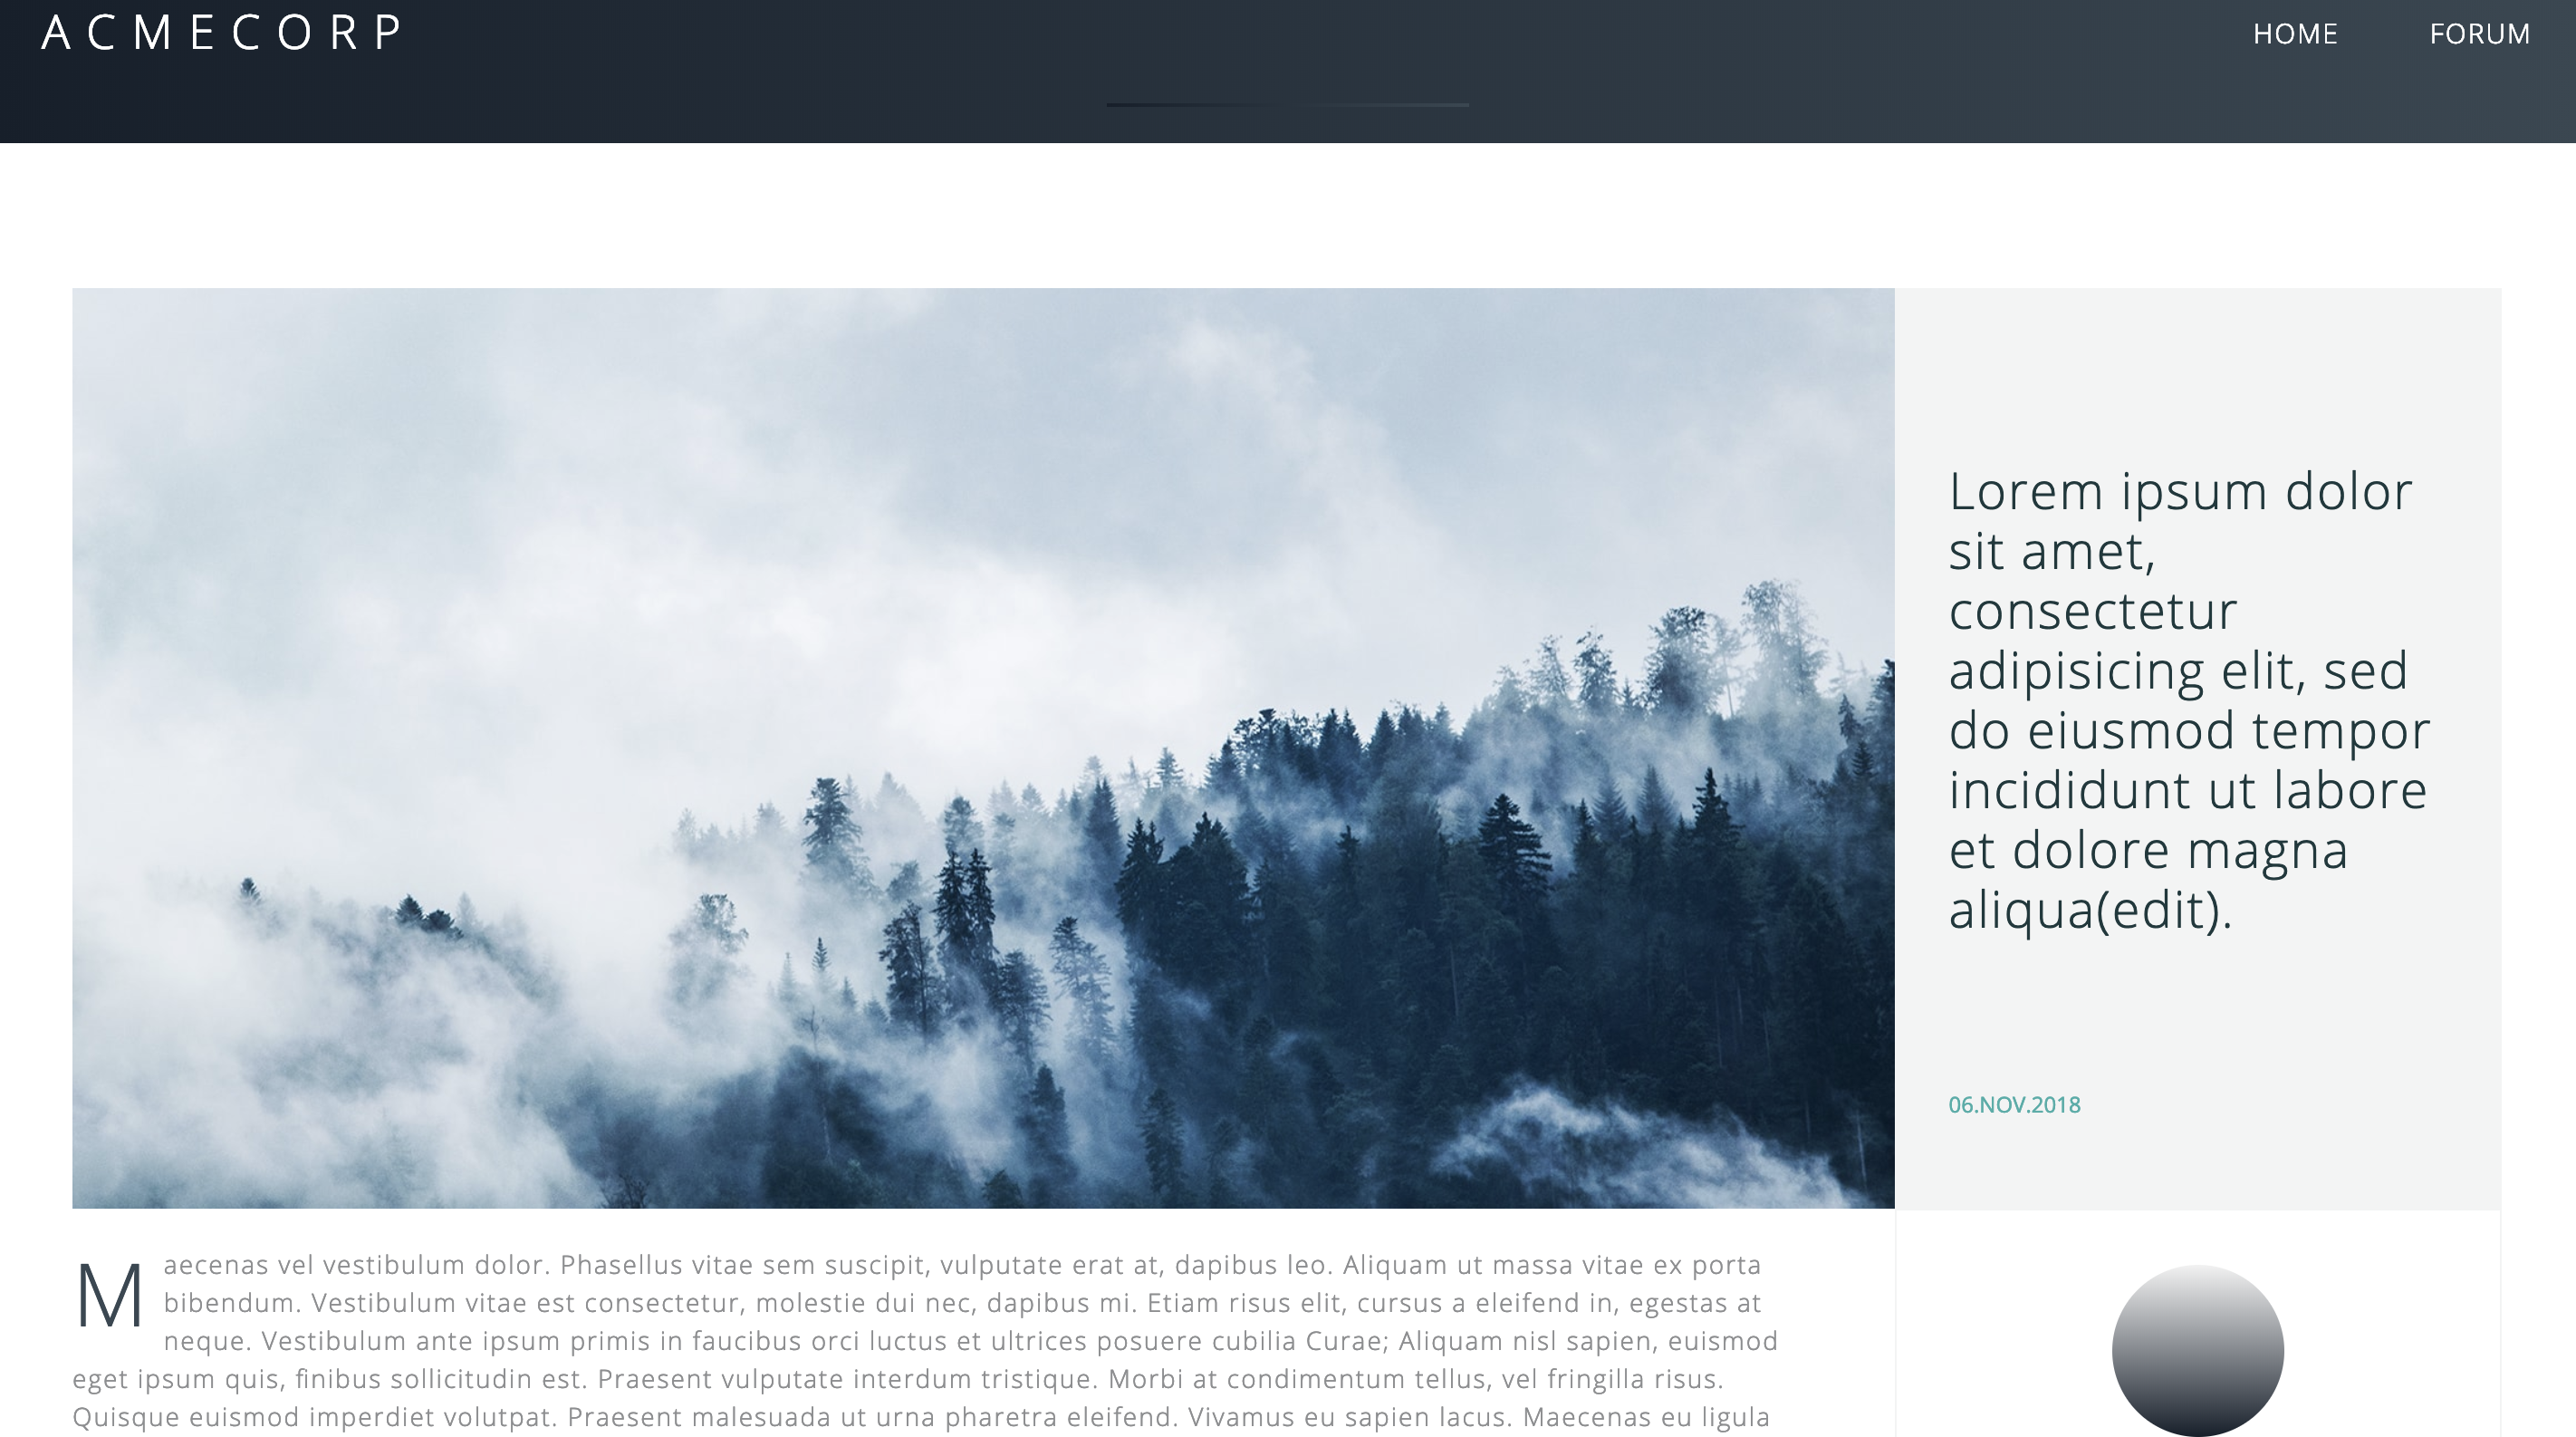 ACMECORP
HOME
FORUM
Lorem ipsum dolor
sit amet,
consectetur
adipisicing elit, sed
do eiusmod tempor
incididunt ut labore
et dolore magna
aliqua(edit).
06.NOV.2018
Maecenas vel vestibulum dolor. Phasellus vitae sem suscipit, vulputate erat at, dapibus leo. Aliquam ut massa vitae ex porta
bibendum. Vestibulum vitae est consectetur, molestie dui nec, dapibus mi. Etiam risus elit, cursus a eleifend in, egestas at
neque. Vestibulum ante ipsum primis in faucibus orci luctus et ultrices posuere cubilia Curae; Aliquam nisl sapien, euismod
eget ipsum quis, finibus sollicitudin est. Praesent vulputate interdum tristique. Morbi at condimentum tellus, vel fringilla risus.
Quisque euismod imperdiet volutpat. Praesent malesuada ut urna pharetra eleifend. Vivamus eu sapien lacus. Maecenas eu ligula